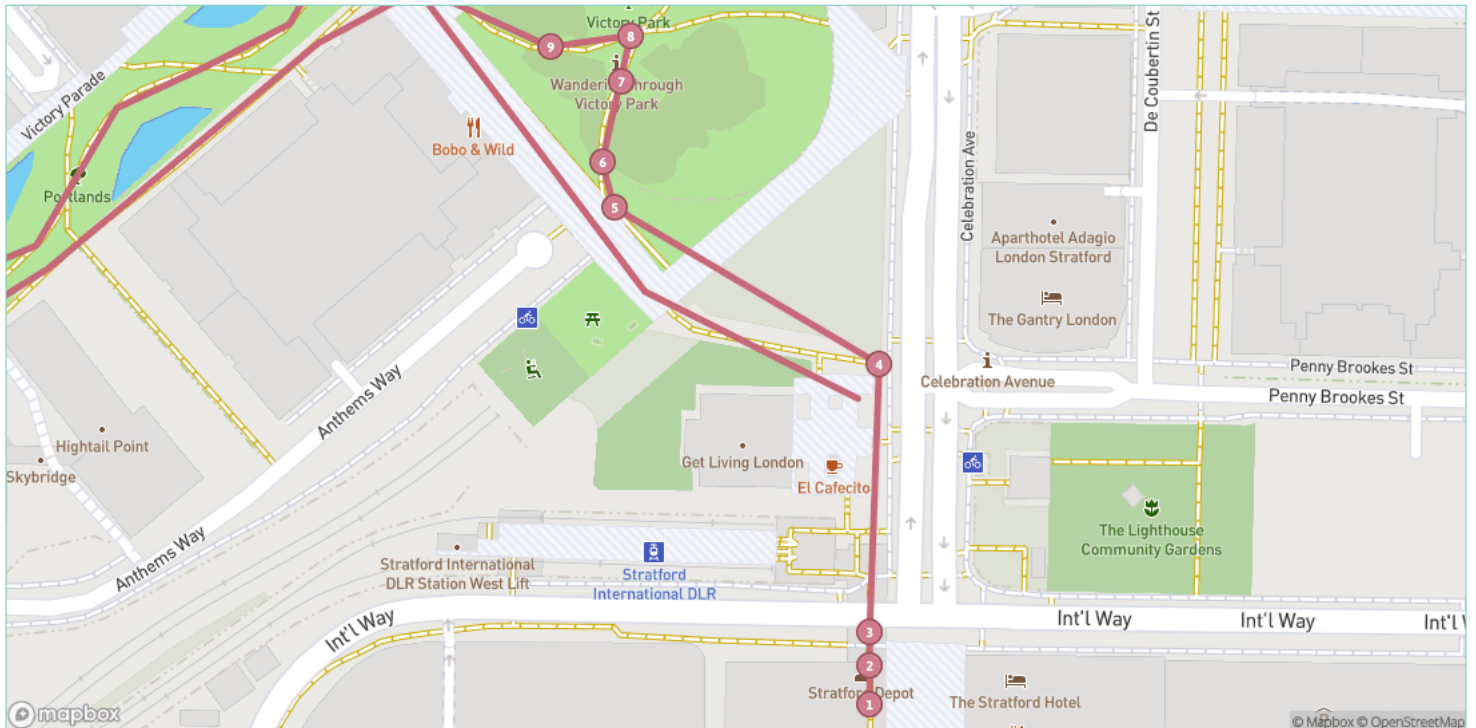 Victory Park
De Coubertin St
9
8
7
Wandering Through
Victory Park
Victory Parade
Bobo & Wild
6
5
Portlands
Celebration Ave
Aparthotel Adagio
London Stratford
The Gantry London
4
Celebration Avenue
Penny Brookes St
Penny Brookes St
Anthems Way
Hightail Point
Skybridge
Get Living London
El Cafecito
The Lighthouse
Community Gardens
Anthems Way
Stratford International
DLR Station West Lift
Stratford
International DLR
Int'l Way
Int'l Way
Int'l Way
Int'l
3
2
Stratford Depot
The Stratford Hotel
1
mapbox
© Mapbox © OpenStreetMap